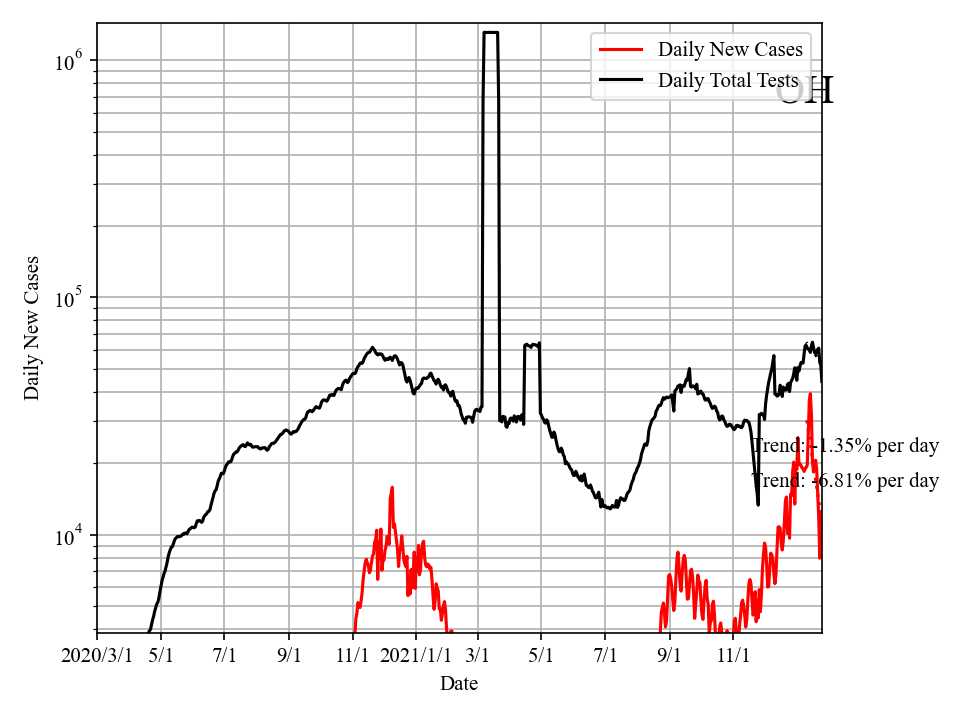 10^6
Daily New Cases
Daily Total Tests
OH
10^5
Daily New Cases
Trend: -1.35% per day
Trend: -6.81% per day
10^4
2020/3/1 5/1 7/1 9/1 11/1 2021/1/1 3/1 5/1 7/1 9/1 11/1
Date